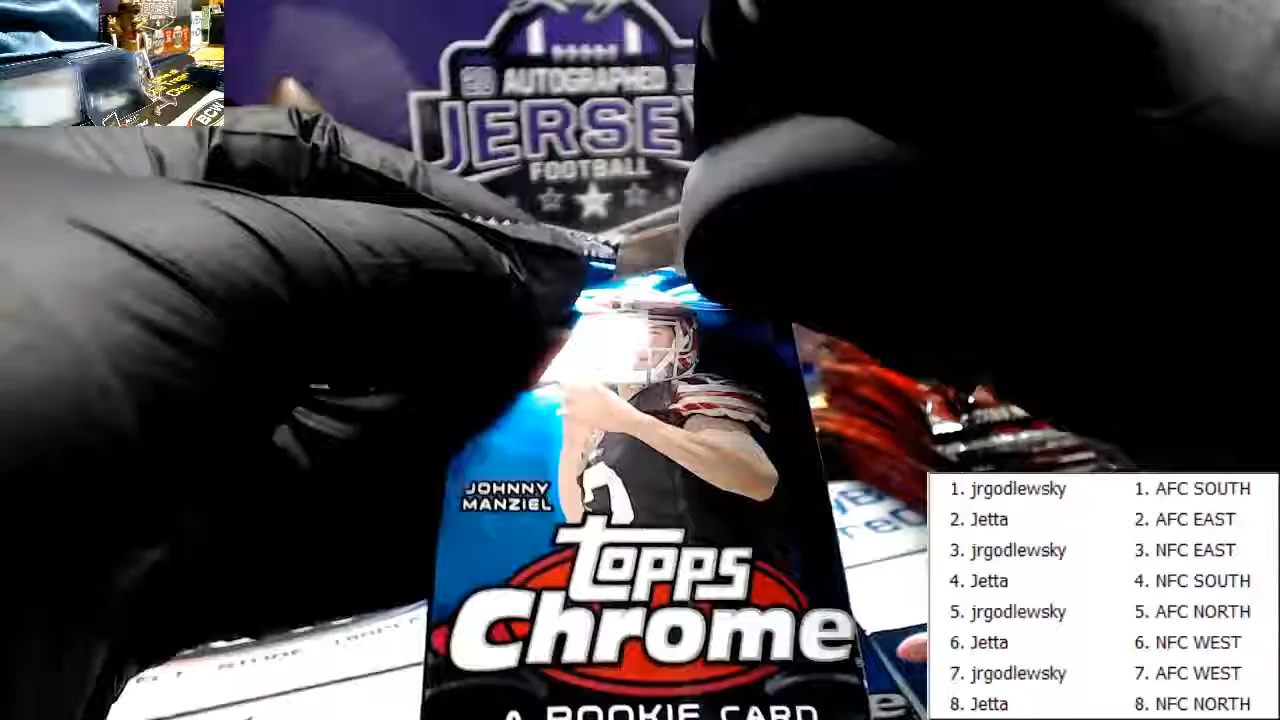 AUTOGRAPHED
JERSEY
FOOTBALL
JOHNNY
MANZIEL
topps
Chrome
A ROOKIE CARD
1. jrgodlewsky 1. AFC SOUTH
2. Jetta 2. AFC EAST
3. jrgodlewsky 3. NFC EAST
4. Jetta 4. NFC SOUTH
5. jrgodlewsky 5. AFC NORTH
6. Jetta 6. NFC WEST
7. jrgodlewsky 7. AFC WEST
8. Jetta 8. NFC NORTH